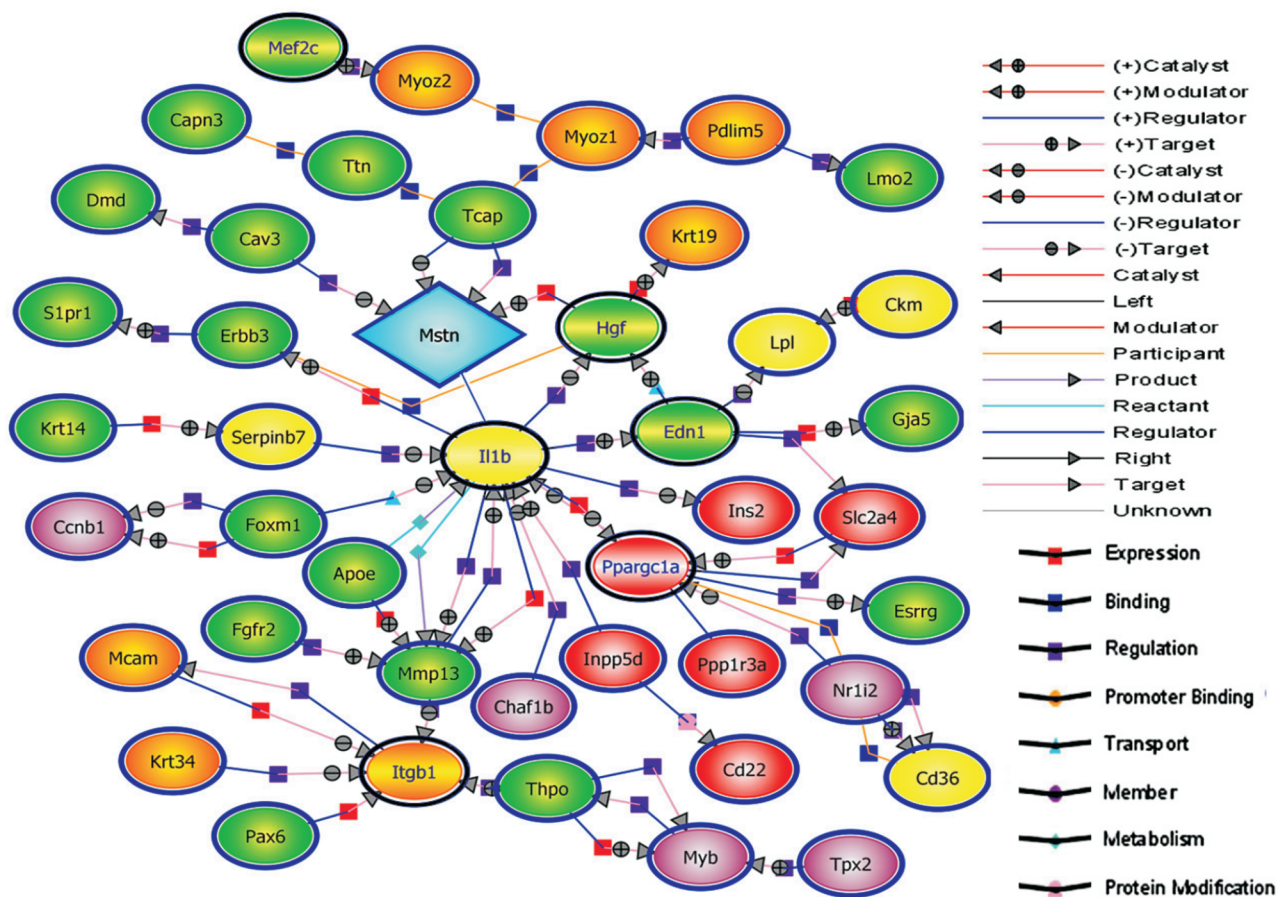 Mef2c
Myoz2
Capn3
Myoz1
Pdlim5
Ttn
Lmo2
Dmd
Tcap
Cav3
Krt19
S1pr1
Erbb3
Mstn
Hgf
Ckm
Lpl
Krt14
Serpinb7
Il1b
Edn1
Gja5
Ccnb1
Foxm1
Ins2
Slc2a4
Apoe
Ppargc1a
Esrrg
Fgfr2
Mcam
Mmp13
Chaf1b
Inpp5d
Ppp1r3a
Nr1i2
Krt34
Itgb1
Thpo
Cd22
Cd36
Pax6
Myb
Tpx2
(+)Catalyst
(+)Modulator
(+)Regulator
(+)Target
(-)Catalyst
(-)Modulator
(-)Regulator
(-)Target
Catalyst
Left
Modulator
Participant
Product
Reactant
Regulator
Right
Target
Unknown
Expression
Binding
Regulation
Promoter Binding
Transport
Member
Metabolism
Protein Modification